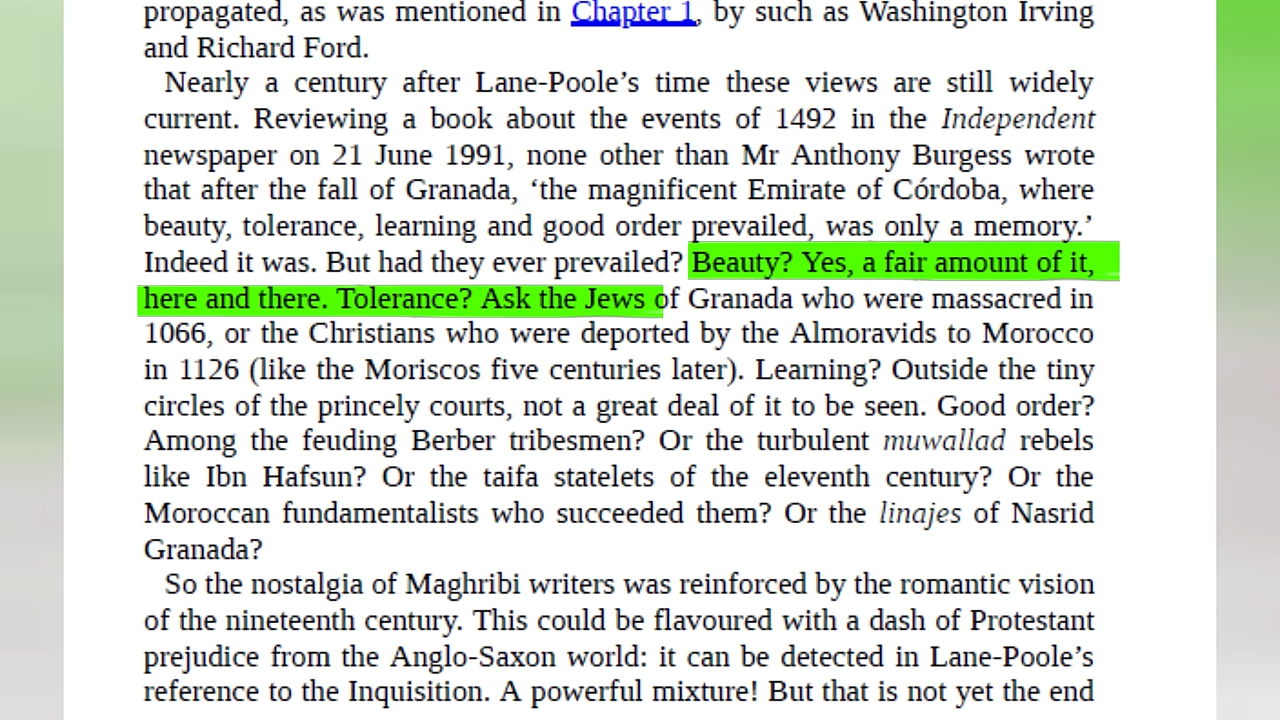 propagated, as was mentioned in Chapter 1, by such as Washington Irving
and Richard Ford.
Nearly a century after Lane-Poole’s time these views are still widely
current. Reviewing a book about the events of 1492 in the Independent
newspaper on 21 June 1991, none other than Mr Anthony Burgess wrote
that after the fall of Granada, ‘the magnificent Emirate of Córdoba, where
beauty, tolerance, learning and good order prevailed, was only a memory.’
Indeed it was. But had they ever prevailed? Beauty? Yes, a fair amount of it,
here and there. Tolerance? Ask the Jews of Granada who were massacred in
1066, or the Christians who were deported by the Almoravids to Morocco
in 1126 (like the Moriscos five centuries later). Learning? Outside the tiny
circles of the princely courts, not a great deal of it to be seen. Good order?
Among the feuding Berber tribesmen? Or the turbulent muwallad rebels
like Ibn Hafsun? Or the taifa statelets of the eleventh century? Or the
Moroccan fundamentalists who succeeded them? Or the linajes of Nasrid
Granada?
So the nostalgia of Maghribi writers was reinforced by the romantic vision
of the nineteenth century. This could be flavoured with a dash of Protestant
prejudice from the Anglo-Saxon world: it can be detected in Lane-Poole’s
reference to the Inquisition. A powerful mixture! But that is not yet the end